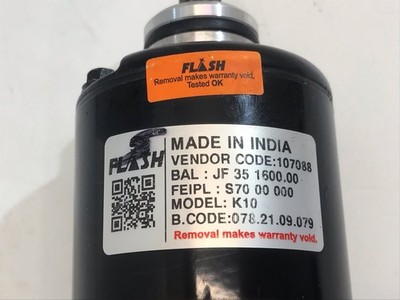 FLASH
Removal makes warranty void.
Tested OK
FLASH
MADE IN INDIA
VENDOR CODE:107088
BAL : JF 35 1600.00
FEIPL : S70 00 000
MODEL: K10
B.CODE:078.21.09.079
Removal makes warranty void.